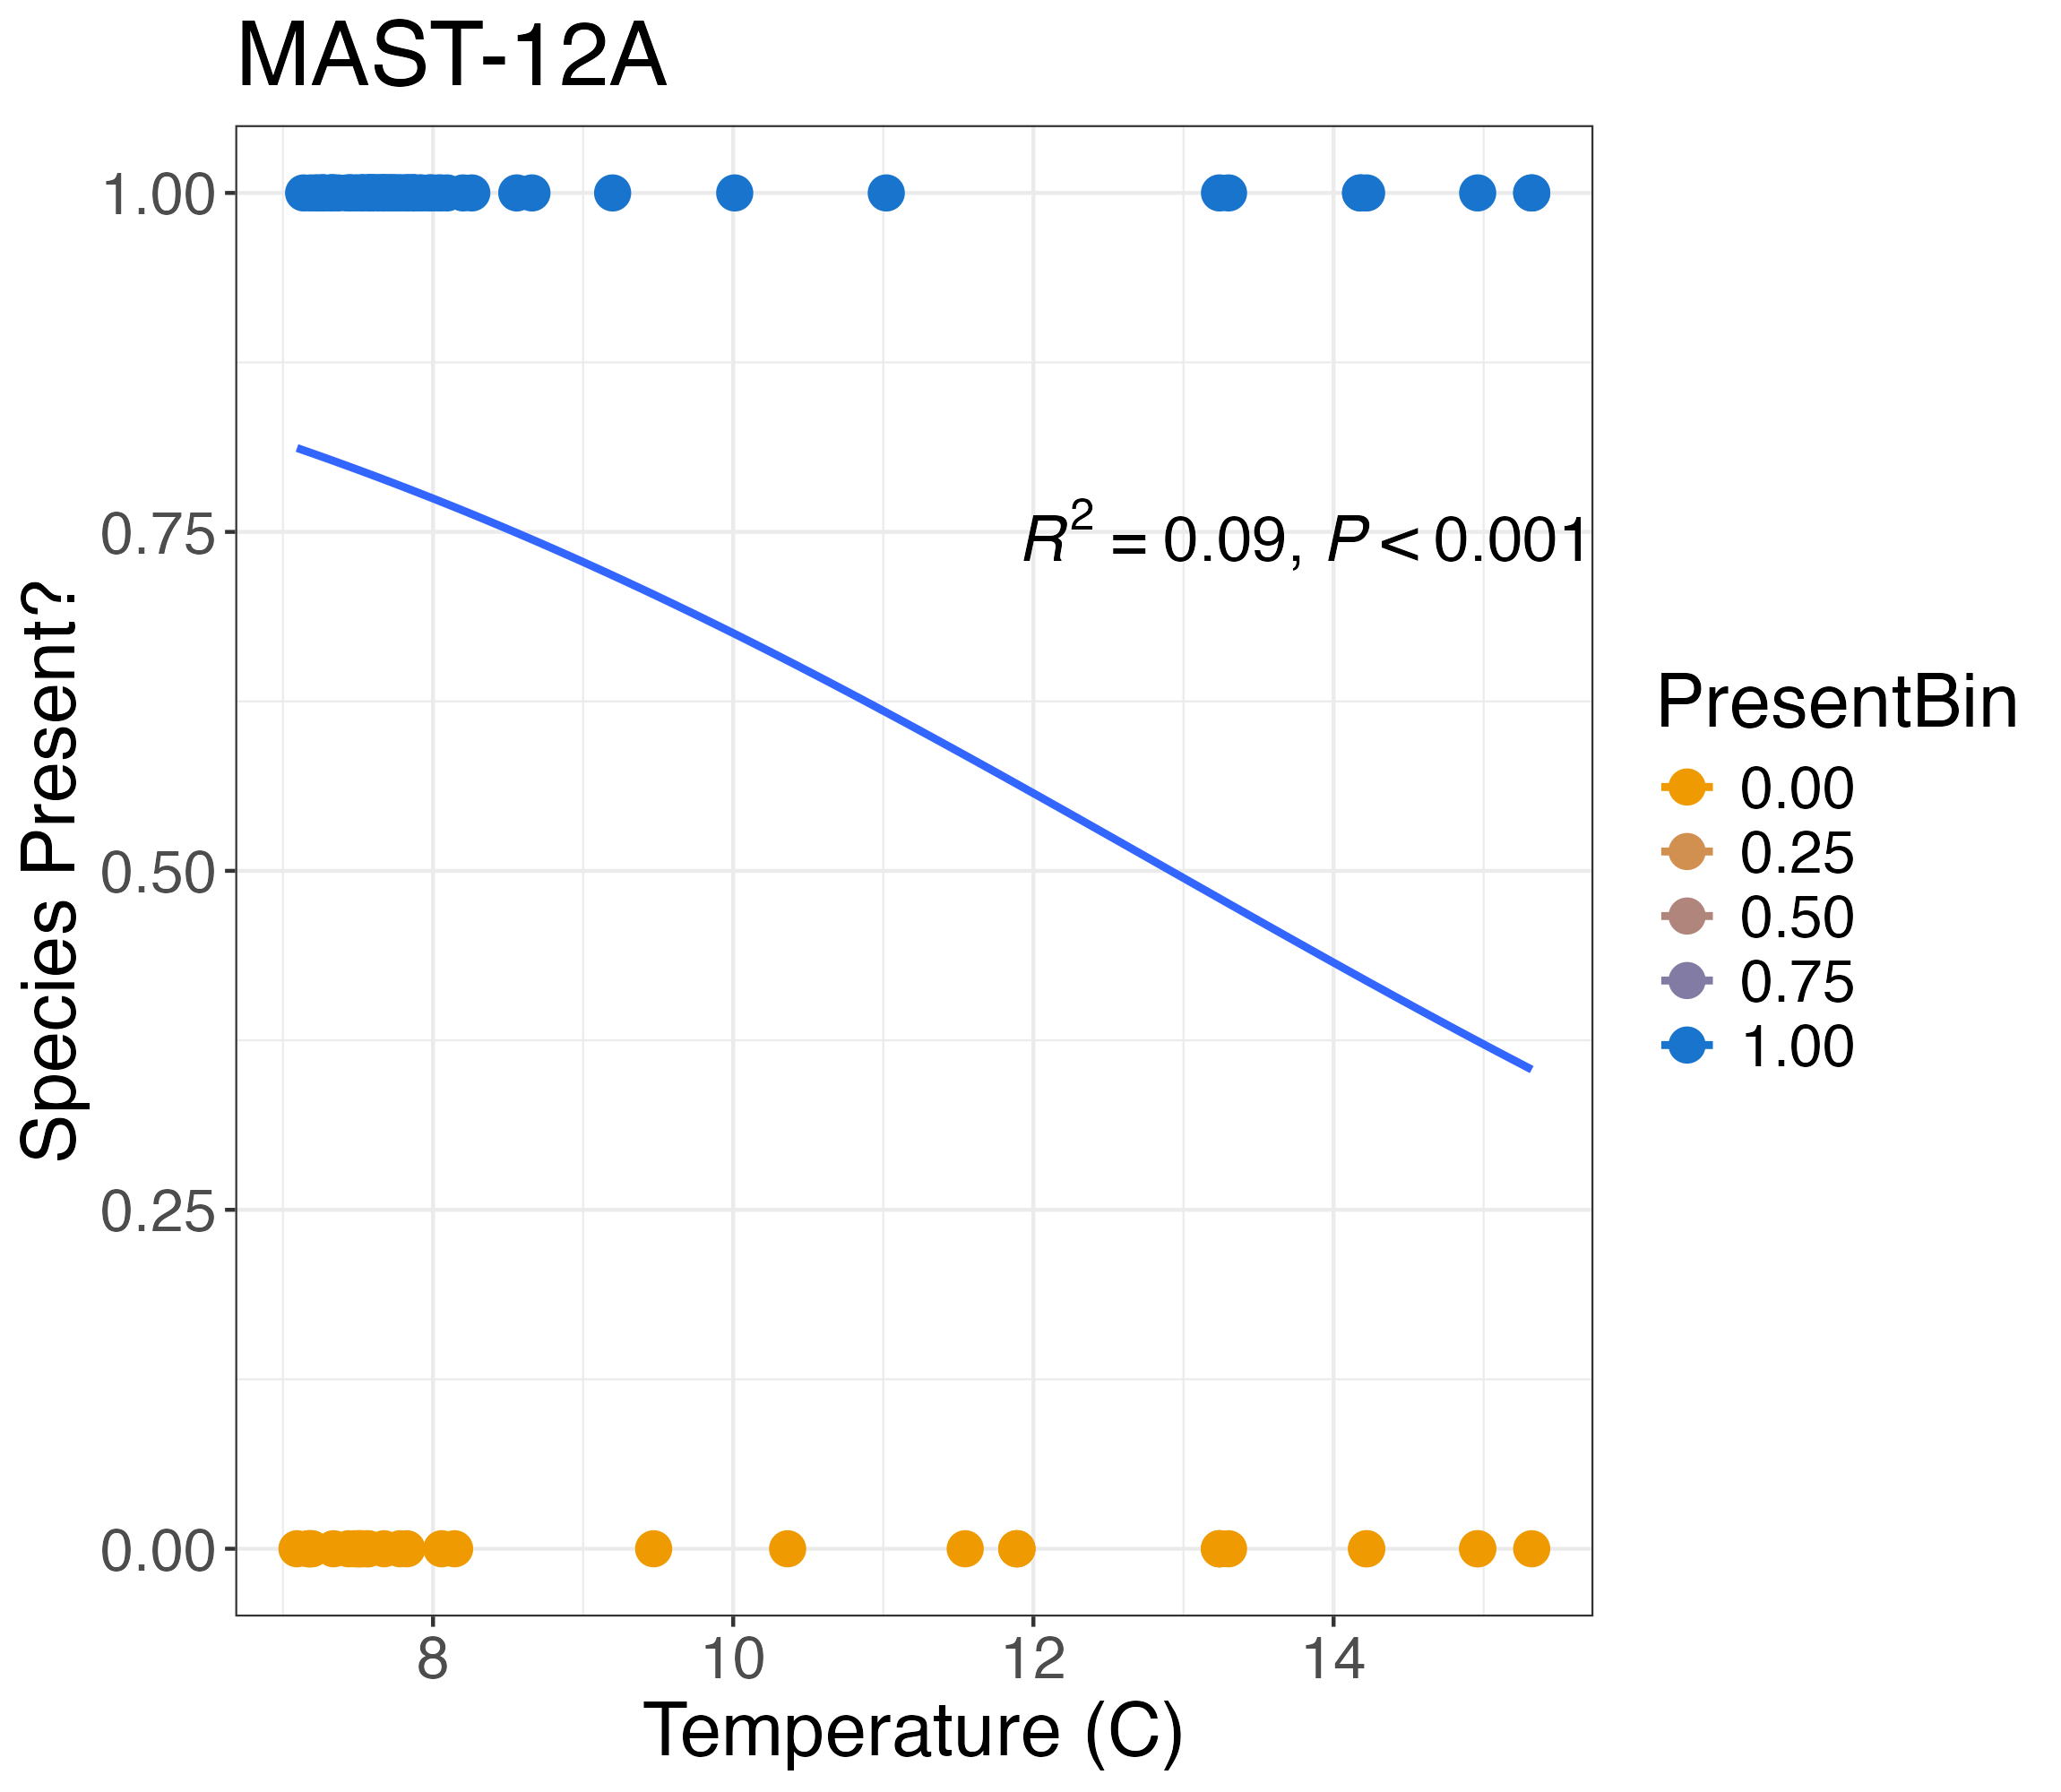 MAST-12A
1.00
0.75
0.50
0.25
0.00
Species Present?
R² = 0.09, P < 0.001
8 10 12 14
Temperature (C)
PresentBin
0.00
0.25
0.50
0.75
1.00